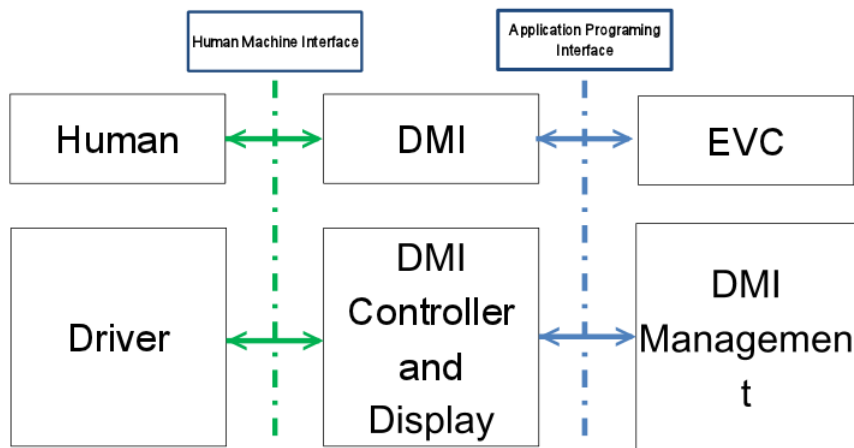 Human Machine Interface
Application Programing
Interface
Human
DMI
EVC
Driver
DMI
Controller
and
Display
DMI
Managemen
t